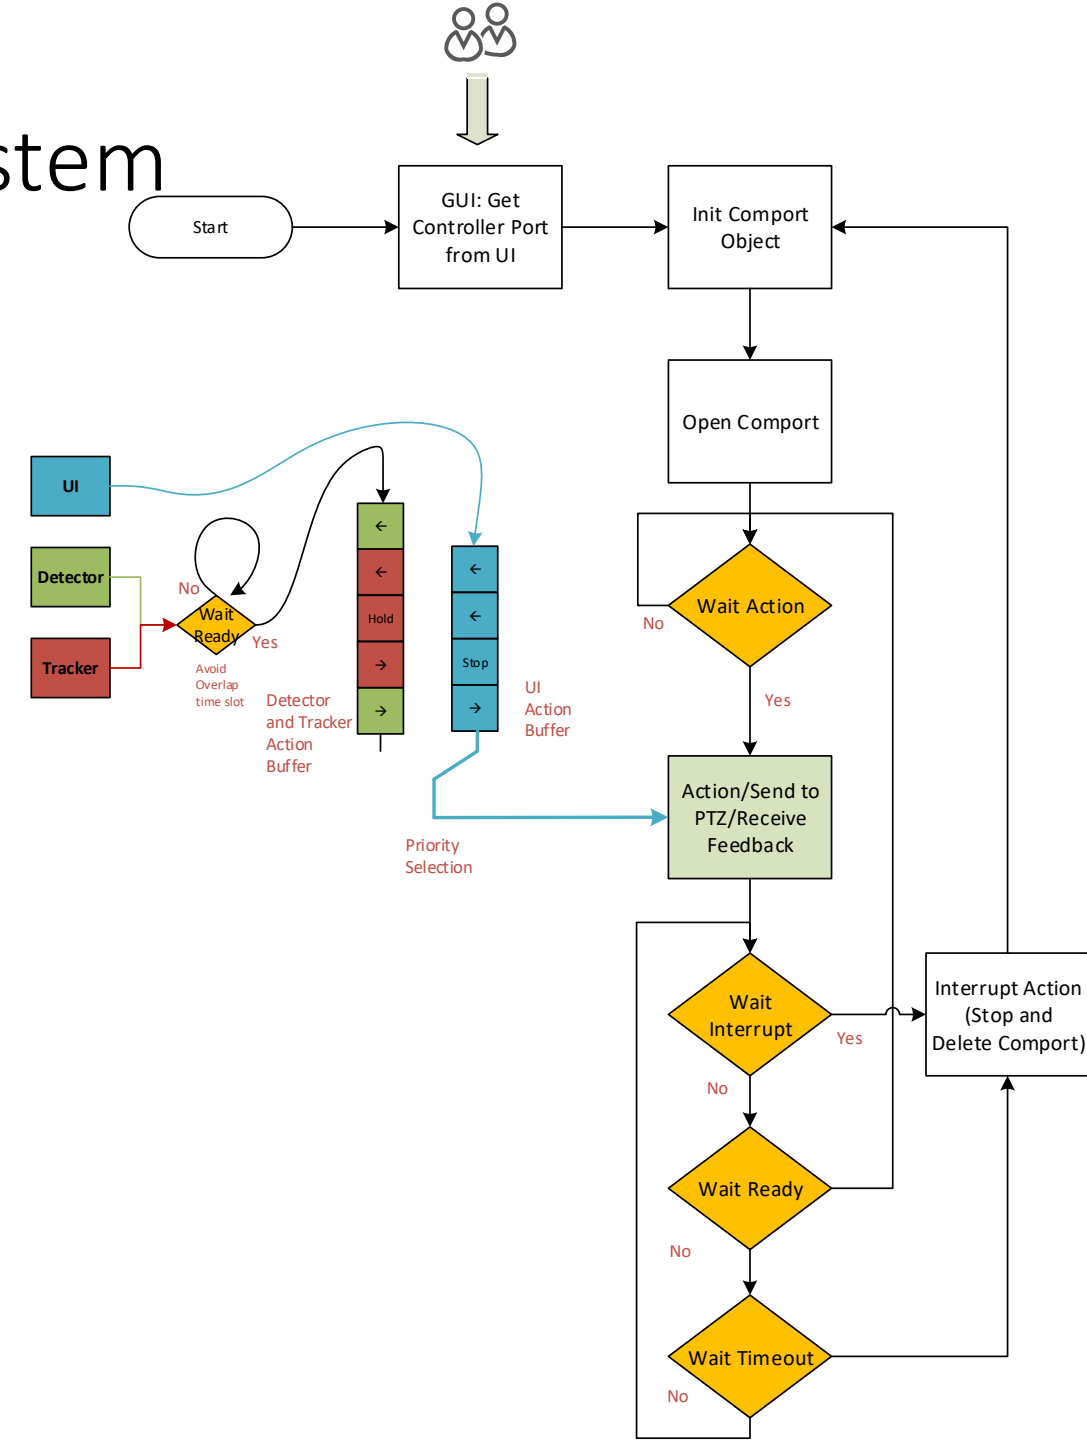 stem
Start
GUI: Get
Controller Port
from UI
Init Comport
Object
Open Comport
UI
Detector
Tracker
No
Wait
Ready
Yes
Avoid
Overlap
time slot
←
←
Hold
→
→
Detector
and Tracker
Action
Buffer
←
←
Stop
→
UI
Action
Buffer
Priority
Selection
Wait Action
No
Yes
Action/Send to
PTZ/Receive
Feedback
Wait
Interrupt
Yes
No
Interrupt Action
(Stop and
Delete Comport)
Wait Ready
No
Wait Timeout
No